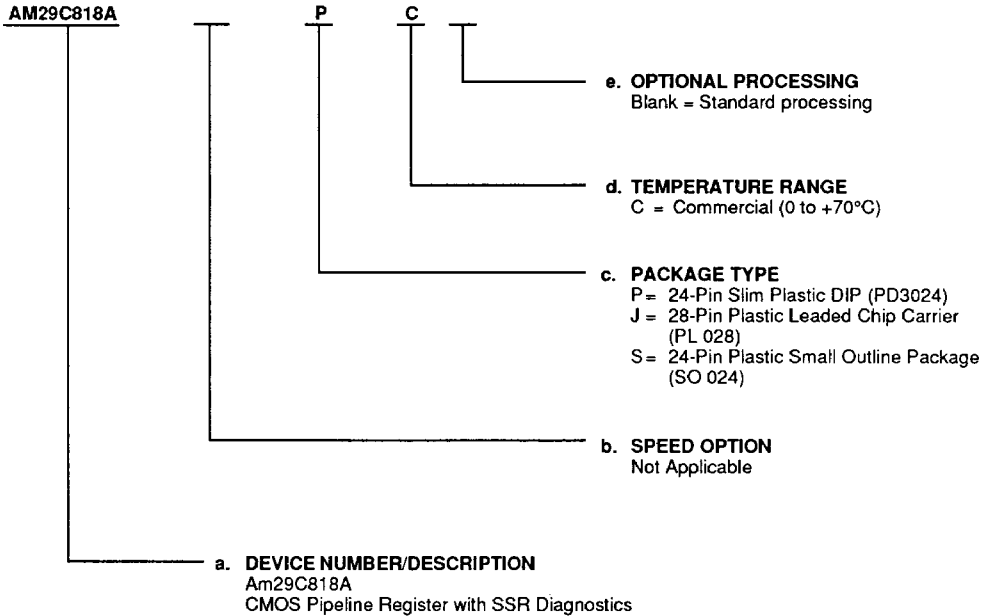 AM29C818A P C
e. OPTIONAL PROCESSING
Blank = Standard processing
d. TEMPERATURE RANGE
C = Commercial (0 to +70°C)
c. PACKAGE TYPE
P = 24-Pin Slim Plastic DIP (PD3024)
J = 28-Pin Plastic Leaded Chip Carrier
(PL 028)
S = 24-Pin Plastic Small Outline Package
(SO 024)
b. SPEED OPTION
Not Applicable
a. DEVICE NUMBER/DESCRIPTION
Am29C818A
CMOS Pipeline Register with SSR Diagnostics